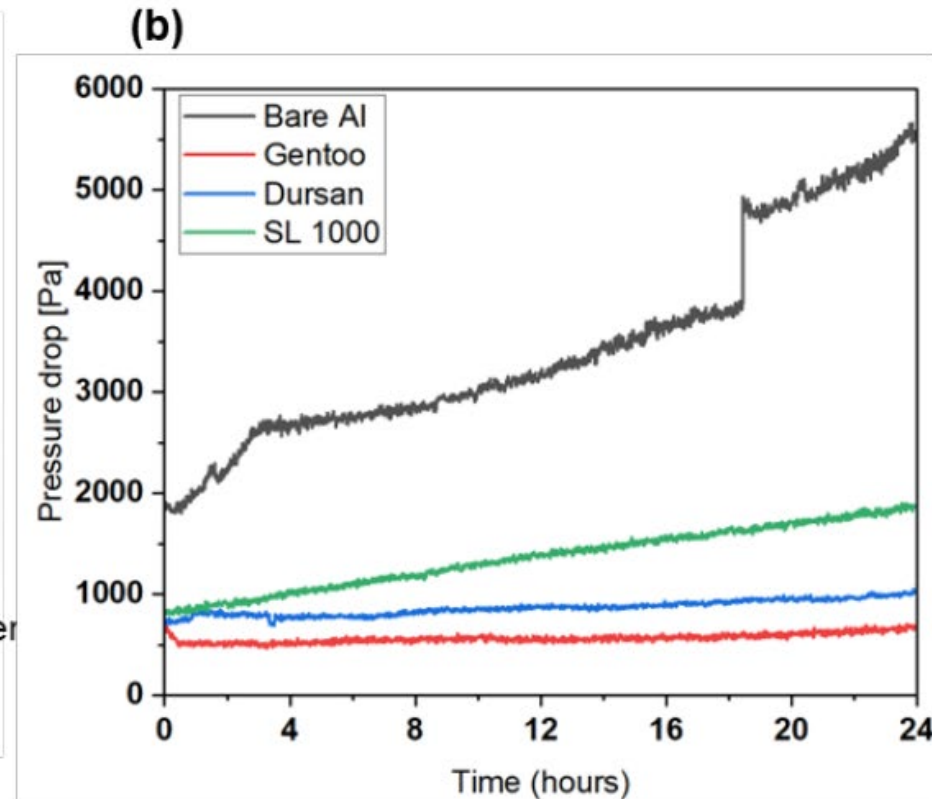 (b)
6000
5000
4000
3000
2000
1000
0
Pressure drop [Pa]
Bare Al
Gentoo
Dursan
SL 1000
0 4 8 12 16 20 24
Time (hours)
er